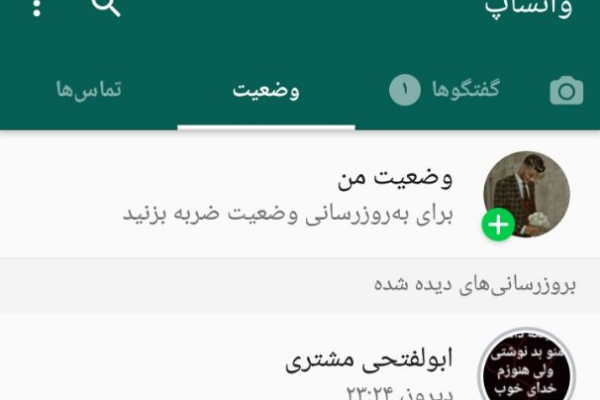 واتساپ
گفتگوها ۱ وضعیت تماس‌ها
وضعیت من
برای به‌روزرسانی وضعیت ضربه بزنید
بروزرسانی‌های دیده شده
ابولفتحی مشتری
دیروز، ۲۳:۲۴
منو بد نوشتی
ولی هنوزم
خدای خوب